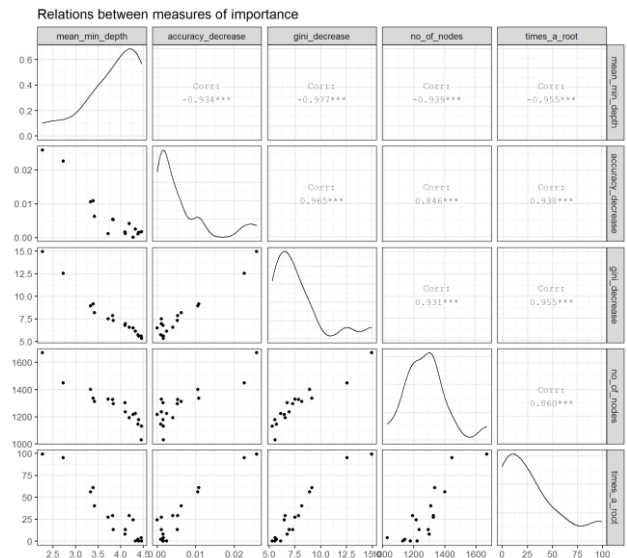 Relations between measures of importance
mean_min_depth accuracy_decrease gini_decrease no_of_nodes times_a_root
0.6
0.4
0.2
0.0
Corr:
-0.934***
Corr:
-0.977***
Corr:
-0.939***
Corr:
-0.955***
mean_min_depth
0.02
0.01
0.00
Corr:
0.965***
Corr:
0.846***
Corr:
0.938***
accuracy_decrease
15.0
12.5
10.0
7.5
5.0
Corr:
0.931***
Corr:
0.955***
gini_decrease
1600
1400
1200
1000
Corr:
0.860***
no_of_nodes
100
75
50
25
0
times_a_root
2.5 3.0 3.5 4.0 4.5 0.00 0.01 0.02 5.0 7.5 10.0 12.5 15.0 1000 1200 1400 1600 0 25 50 75 100